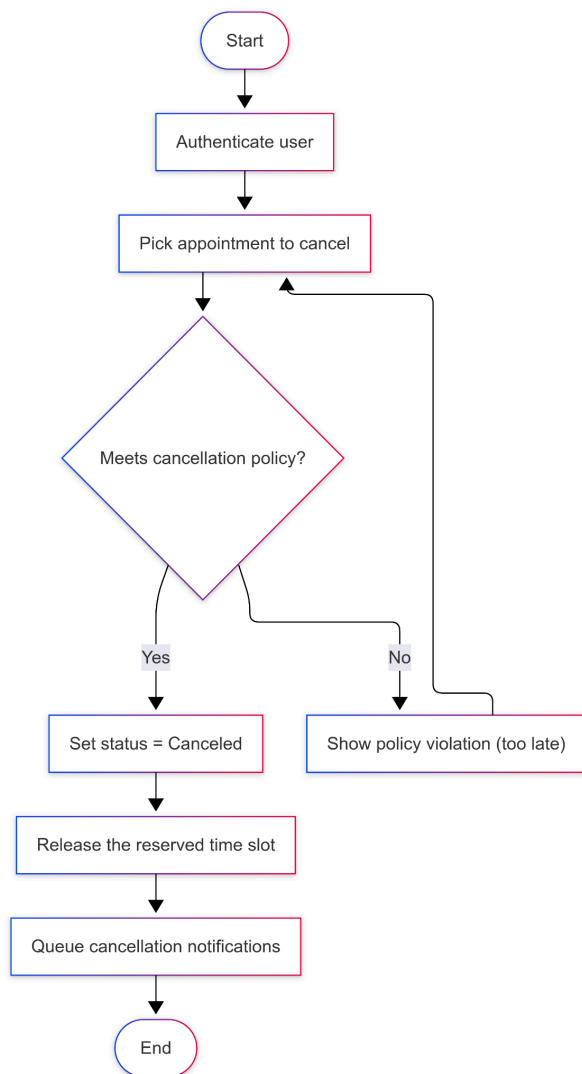 Start
Authenticate user
Pick appointment to cancel
Meets cancellation policy?
Yes
No
Set status = Canceled
Show policy violation (too late)
Release the reserved time slot
Queue cancellation notifications
End